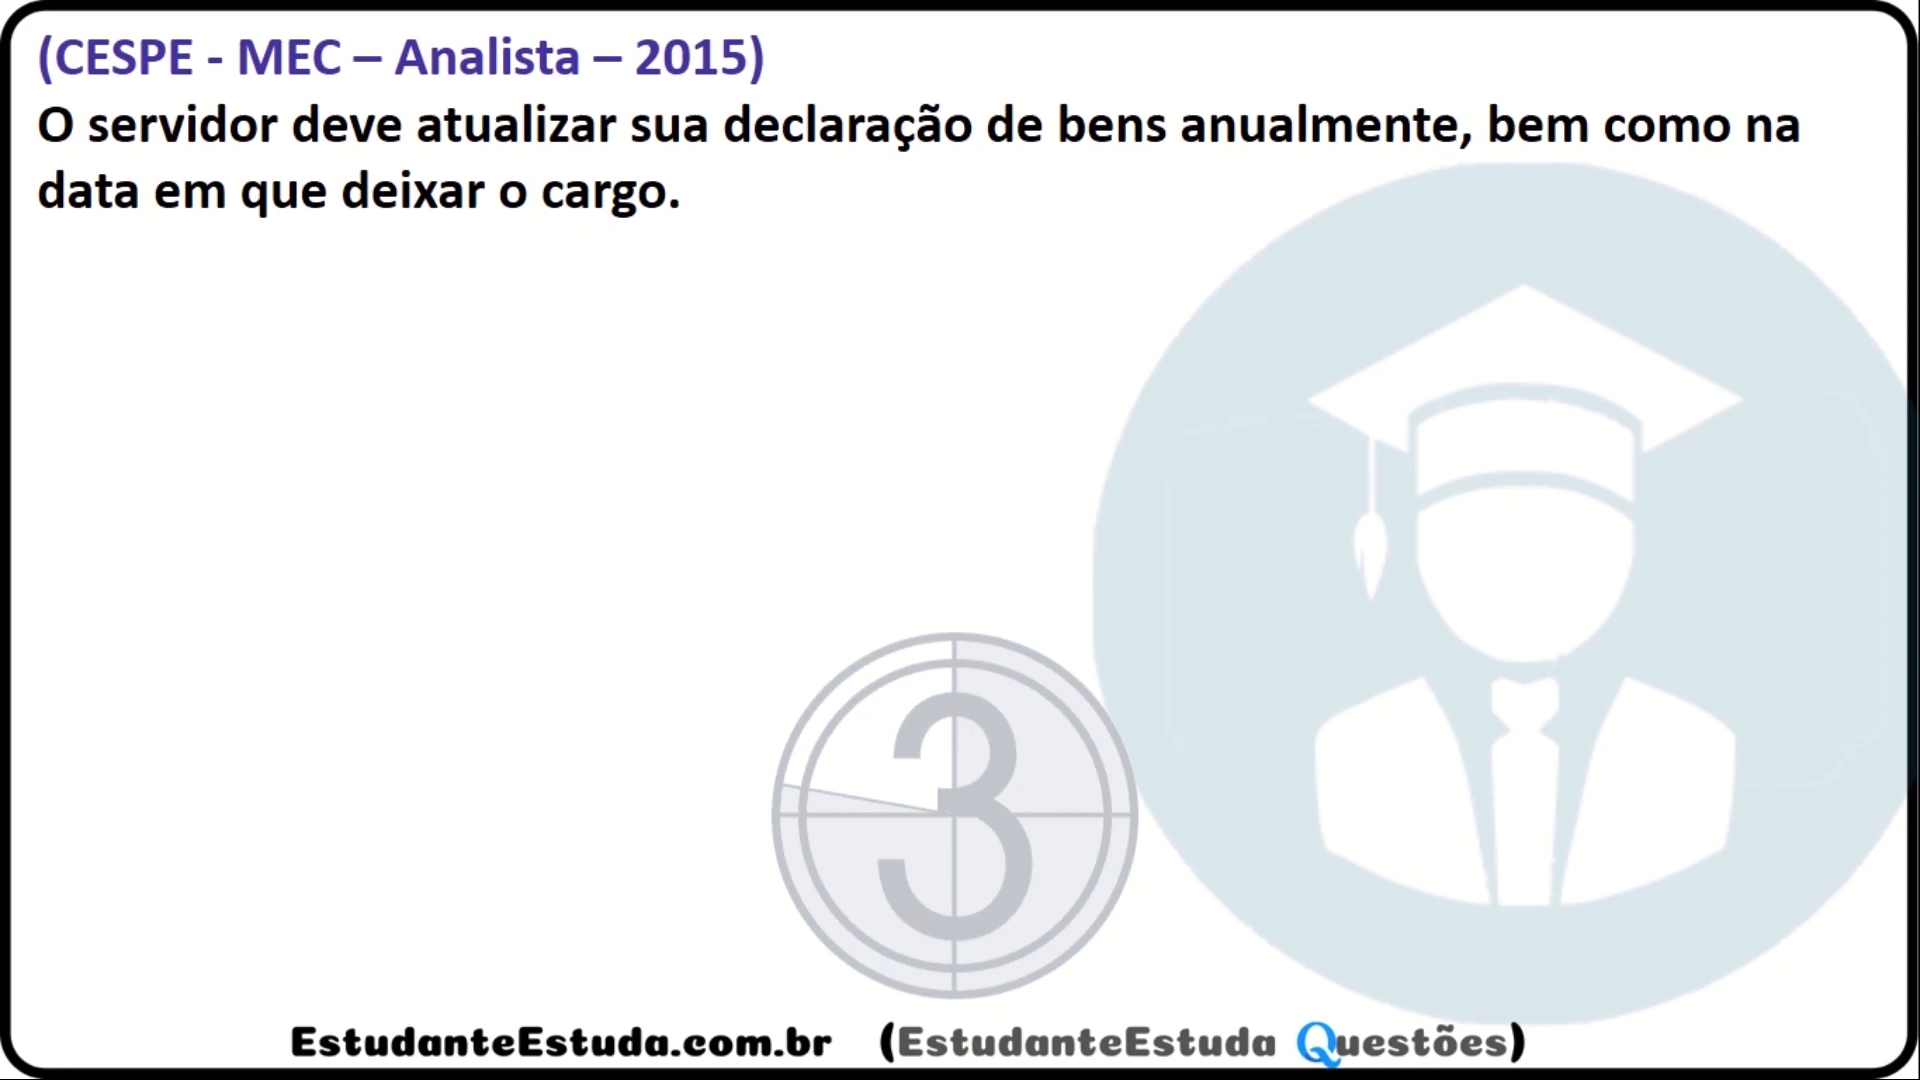 (CESPE - MEC – Analista – 2015)
O servidor deve atualizar sua declaração de bens anualmente, bem como na
data em que deixar o cargo.
3
EstudanteEstuda.com.br (EstudanteEstuda Questões)